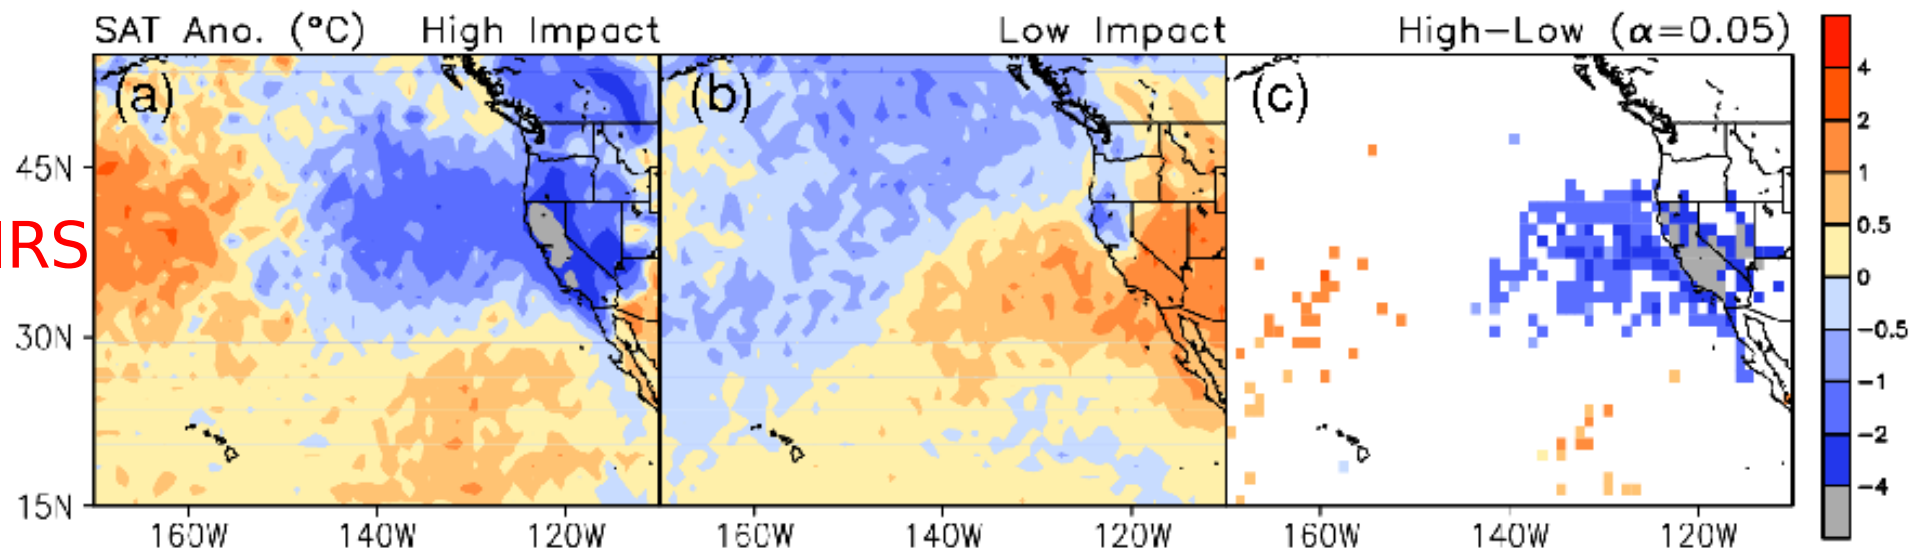 SAT Ano. (°C) High Impact Low Impact High-Low (α=0.05)
(a) (b) (c)
4
2
45N 1
0.5
IRS
0
-0.5
30N
-1
-2
-4
15N
160W 140W 120W 160W 140W 120W 160W 140W 120W